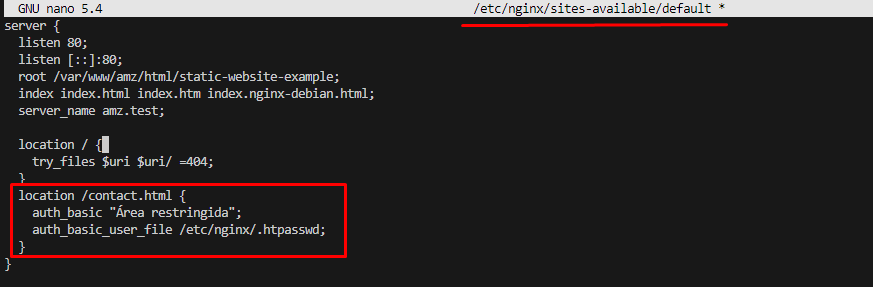 GNU nano 5.4 /etc/nginx/sites-available/default *
server {
listen 80;
listen [::]:80;
root /var/www/amz/html/static-website-example;
index index.html index.htm index.nginx-debian.html;
server_name amz.test;
location / {
try_files $uri $uri/ =404;
}
location /contact.html {
auth_basic "Área restringida";
auth_basic_user_file /etc/nginx/.htpasswd;
}
}